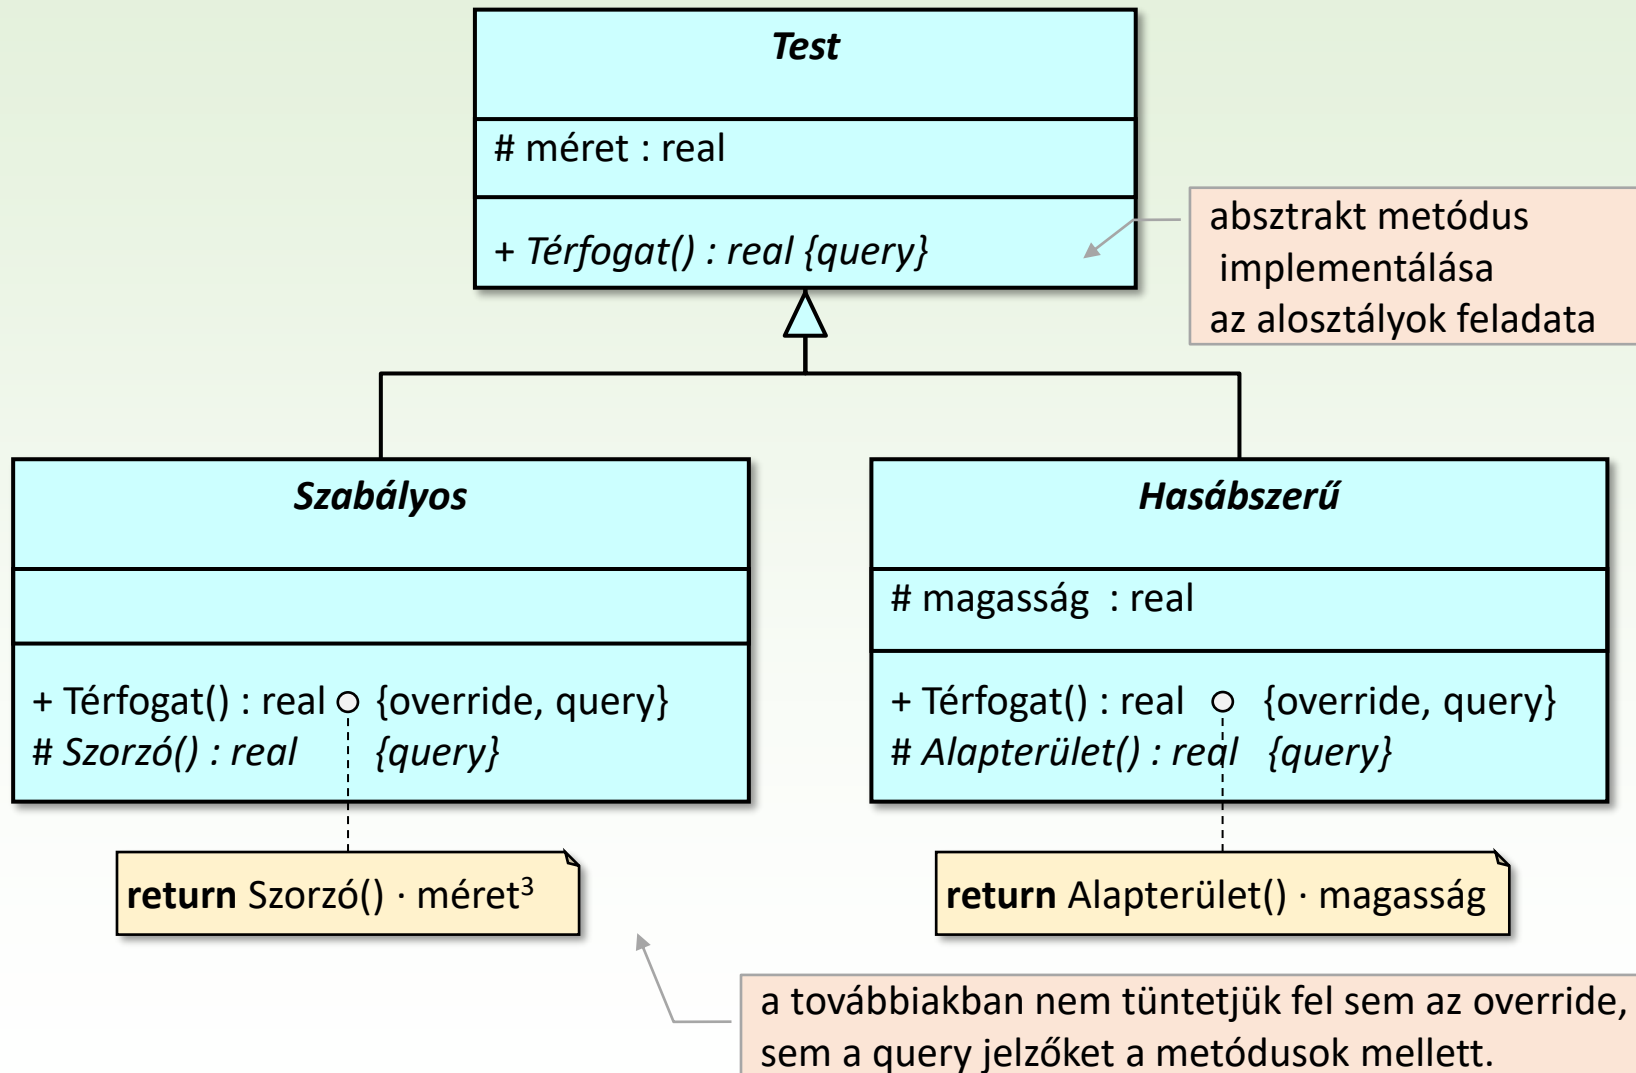 Test
# méret : real
+ Térfogat() : real {query}
absztrakt metódus
implementálása
az alosztályok feladata
Szabályos
+ Térfogat() : real {override, query}
# Szorzó() : real {query}
return Szorzó() · méret³
Hasábszerű
# magasság : real
+ Térfogat() : real {override, query}
# Alapterület() : real {query}
return Alapterület() · magasság
a továbbiakban nem tüntetjük fel sem az override,
sem a query jelzőket a metódusok mellett.